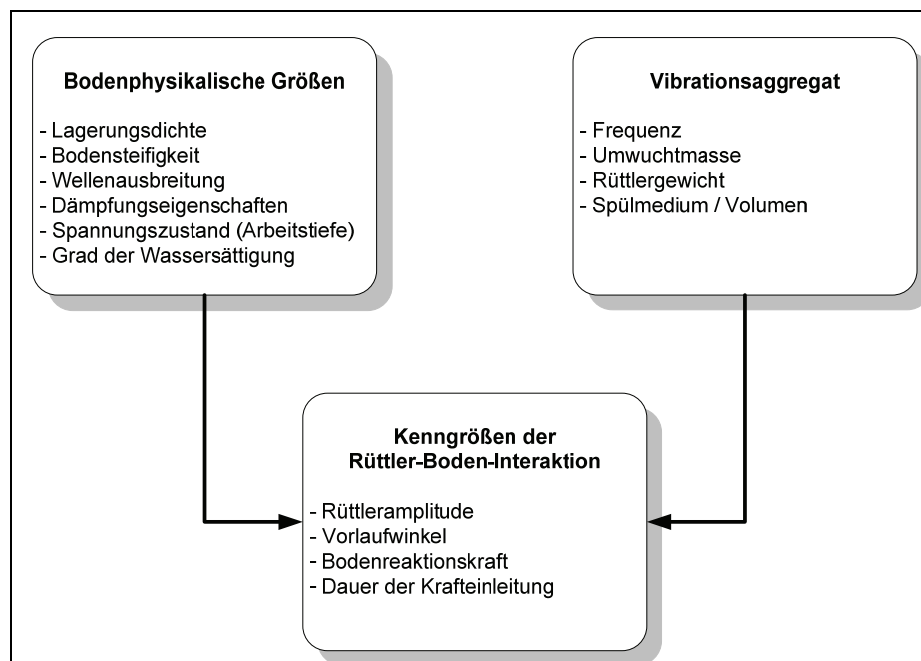 Bodenphysikalische Größen
- Lagerungsdichte
- Bodensteifigkeit
- Wellenausbreitung
- Dämpfungseigenschaften
- Spannungszustand (Arbeitstiefe)
- Grad der Wassersättigung
Vibrationsaggregat
- Frequenz
- Umwuchtmasse
- Rüttlergewicht
- Spülmedium / Volumen
Kenngrößen der
Rüttler-Boden-Interaktion
- Rüttleramplitude
- Vorlaufwinkel
- Bodenreaktionskraft
- Dauer der Krafteinleitung